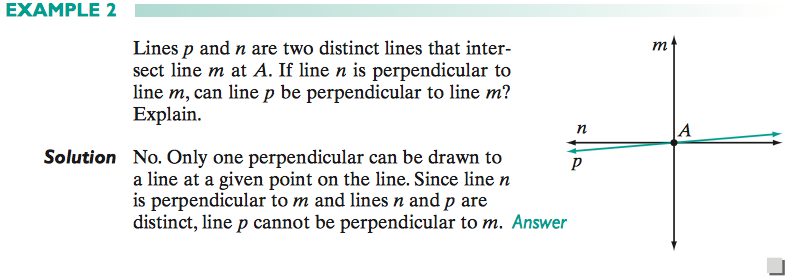 EXAMPLE 2
Lines p and n are two distinct lines that inter-
sect line m at A. If line n is perpendicular to
line m, can line p be perpendicular to line m?
Explain.
Solution No. Only one perpendicular can be drawn to
a line at a given point on the line. Since line n
is perpendicular to m and lines n and p are
distinct, line p cannot be perpendicular to m. Answer
m
n
A
p